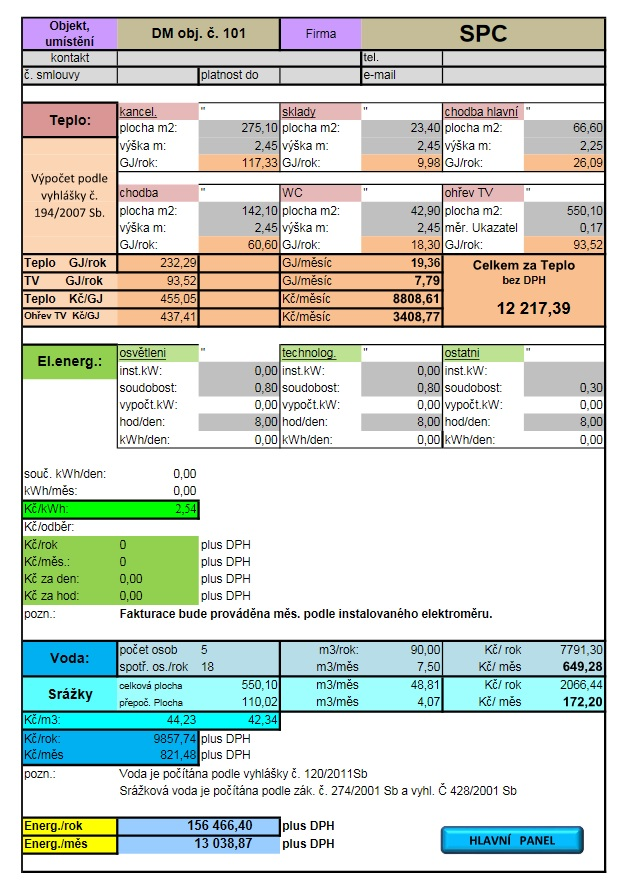 Objekt, umístění DM obj. č. 101 Firma SPC
kontakt tel.
č. smlouvy platnost do e-mail
Teplo: kancel. " sklady " chodba hlavní "
plocha m2: 275,10 plocha m2: 23,40 plocha m2: 66,60
výška m: 2,45 výška m: 2,45 výška m: 2,25
GJ/rok: 117,33 GJ/rok: 9,98 GJ/rok: 26,09
Výpočet podle vyhlášky č. 194/2007 Sb.
chodba " WC " ohřev TV "
plocha m2: 142,10 plocha m2: 42,90 plocha m2: 550,10
výška m: 2,45 výška m: 2,45 měr. Ukazatel 0,17
GJ/rok: 60,60 GJ/rok: 18,30 GJ/rok: 93,52
Teplo GJ/rok 232,29 GJ/měsíc 19,36 Celkem za Teplo
TV GJ/rok 93,52 GJ/měsíc 7,79 bez DPH
Teplo Kč/GJ 455,05 Kč/měsíc 8808,61 12 217,39
Ohřev TV Kč/GJ 437,41 Kč/měsíc 3408,77
El.energ.: osvětlení " technolog. " ostatní "
inst.kW: 0,00 inst.kW: 0,00 inst.kW:
soudobost: 0,80 soudobost: 0,80 soudobost: 0,30
vypočt.kW: 0,00 vypočt.kW: 0,00 vypočt.kW: 0,00
hod/den: 8,00 hod/den: 8,00 hod/den: 8,00
kWh/den: 0,00 kWh/den: 0,00 kWh/den: 0,00
souč. kWh/den: 0,00
kWh/měs: 0,00
Kč/kWh: 2,54
Kč/odběr:
Kč/rok 0 plus DPH
Kč/měs.: 0 plus DPH
Kč za den: 0,00 plus DPH
Kč za hod: 0,00 plus DPH
pozn.: Fakturace bude prováděna měs. podle instalovaného elektroměru.
Voda: počet osob 5 m3/rok: 90,00 Kč/ rok 7791,30
spotř. os./rok 18 m3/měs 7,50 Kč/ měs 649,28
Srážky celková plocha 550,10 m3/měs 48,81 Kč/ rok 2066,44
přepoč. Plocha 110,02 m3/měs 4,07 Kč/ měs 172,20
Kč/m3: 44,23 42,34
Kč/rok: 9857,74 plus DPH
Kč/měs 821,48 plus DPH
pozn.: Voda je počítána podle vyhlášky č. 120/2011Sb
Srážková voda je počítána podle zák. č. 274/2001 Sb a vyhl. Č 428/2001 Sb
Energ./rok 156 466,40 plus DPH
Energ./měs 13 038,87 plus DPH
HLAVNÍ PANEL